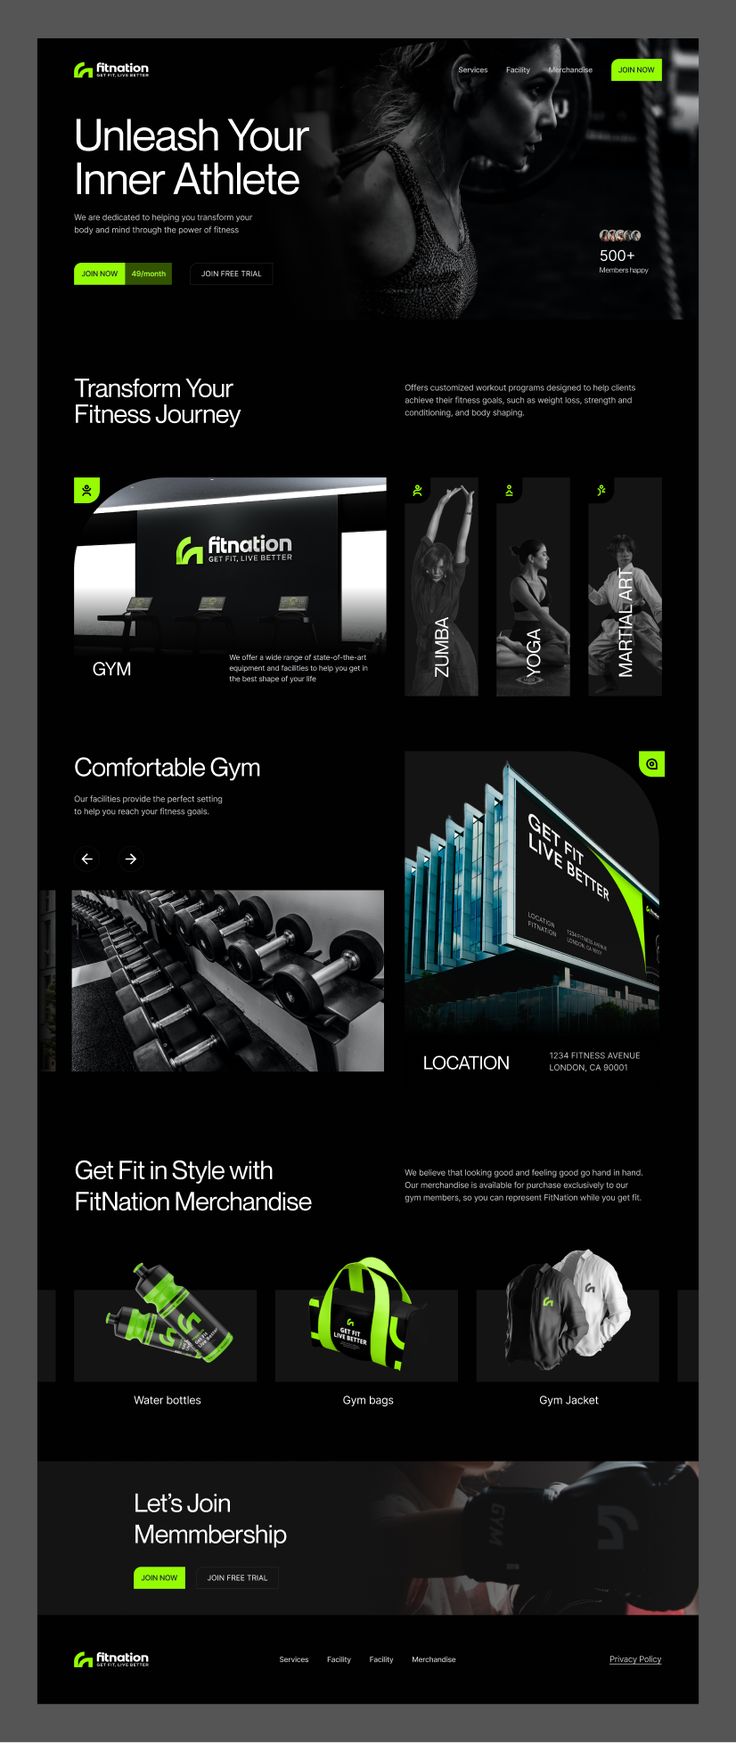 fitnation
GET FIT, LIVE BETTER
Services
Facility
Merchandise
JOIN NOW
Unleash Your
Inner Athlete
We are dedicated to helping you transform your
body and mind through the power of fitness
JOIN NOW
49/month
JOIN FREE TRIAL
500+
Members happy
Transform Your
Fitness Journey
Offers customized workout programs designed to help clients
achieve their fitness goals, such as weight loss, strength and
conditioning, and body shaping.
fitnation
GET FIT, LIVE BETTER
GYM
We offer a wide range of state-of-the-art
equipment and facilities to help you get in
the best shape of your life
ZUMBA
YOGA
MARTIAL ART
Comfortable Gym
Our facilities provide the perfect setting
to help you reach your fitness goals.
GET FIT
LIVE BETTER
LOCATION
FITNATION
1234 FITNESS AVENUE
LONDON, CA 90001
fitnation
LOCATION
1234 FITNESS AVENUE
LONDON, CA 90001
Get Fit in Style with
FitNation Merchandise
We believe that looking good and feeling good go hand in hand.
Our merchandise is available for purchase exclusively to our
gym members, so you can represent FitNation while you get fit.
GET FIT
LIVE BETTER
Water bottles
Gym bags
Gym Jacket
Let's Join
Memmbership
JOIN NOW
JOIN FREE TRIAL
GYM
fitnation
GET FIT, LIVE BETTER
Services
Facility
Facility
Merchandise
Privacy Policy